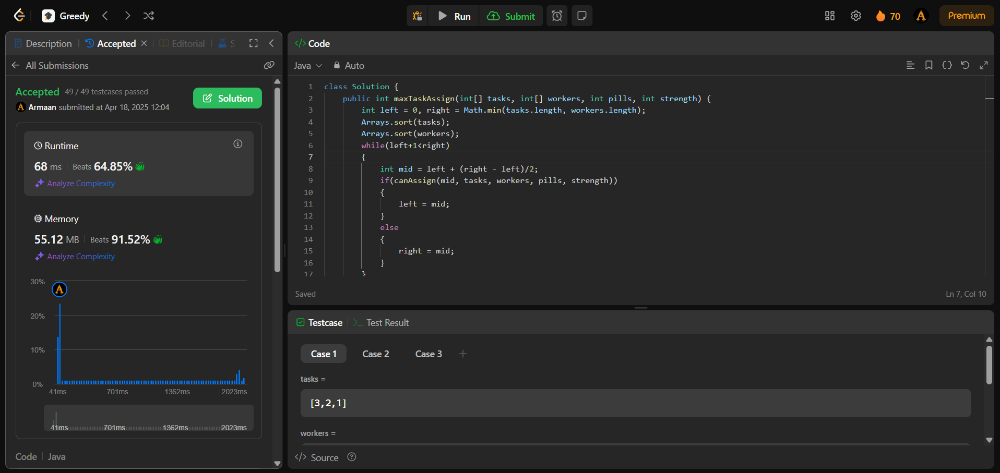 Greedy
Run
Submit
70
Premium
Description
Accepted
Editorial
S
All Submissions
Accepted 49 / 49 testcases passed
Armaan submitted at Apr 18, 2025 12:04
Solution
Runtime
68 ms Beats 64.85%
Analyze Complexity
Memory
55.12 MB Beats 91.52%
Analyze Complexity
30%
20%
10%
0%
41ms 701ms 1362ms 2023ms
41ms 701ms 1362ms 2023ms
Code Java
</> Code
Java Auto
1 class Solution {
2 public int maxTaskAssign(int[] tasks, int[] workers, int pills, int strength) {
3 int left = 0, right = Math.min(tasks.length, workers.length);
4 Arrays.sort(tasks);
5 Arrays.sort(workers);
6 while(left+1<right)
7 {
8 int mid = left + (right - left)/2;
9 if(canAssign(mid, tasks, workers, pills, strength))
10 {
11 left = mid;
12 }
13 else
14 {
15 right = mid;
16 }
17 }
Saved
Ln 7, Col 10
Testcase
Test Result
Case 1 Case 2 Case 3 +
tasks =
[3,2,1]
workers =
</> Source